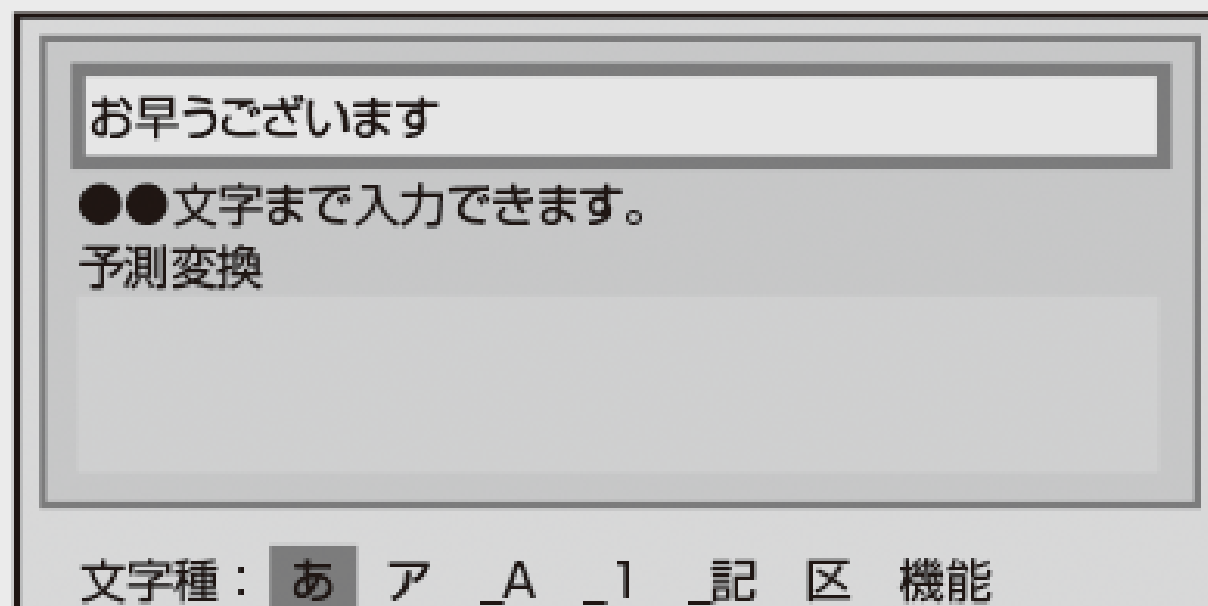 お早うございます
●●文字まで入力できます。
予測変換
文字種： あ ア _A _1 _記 区 機能